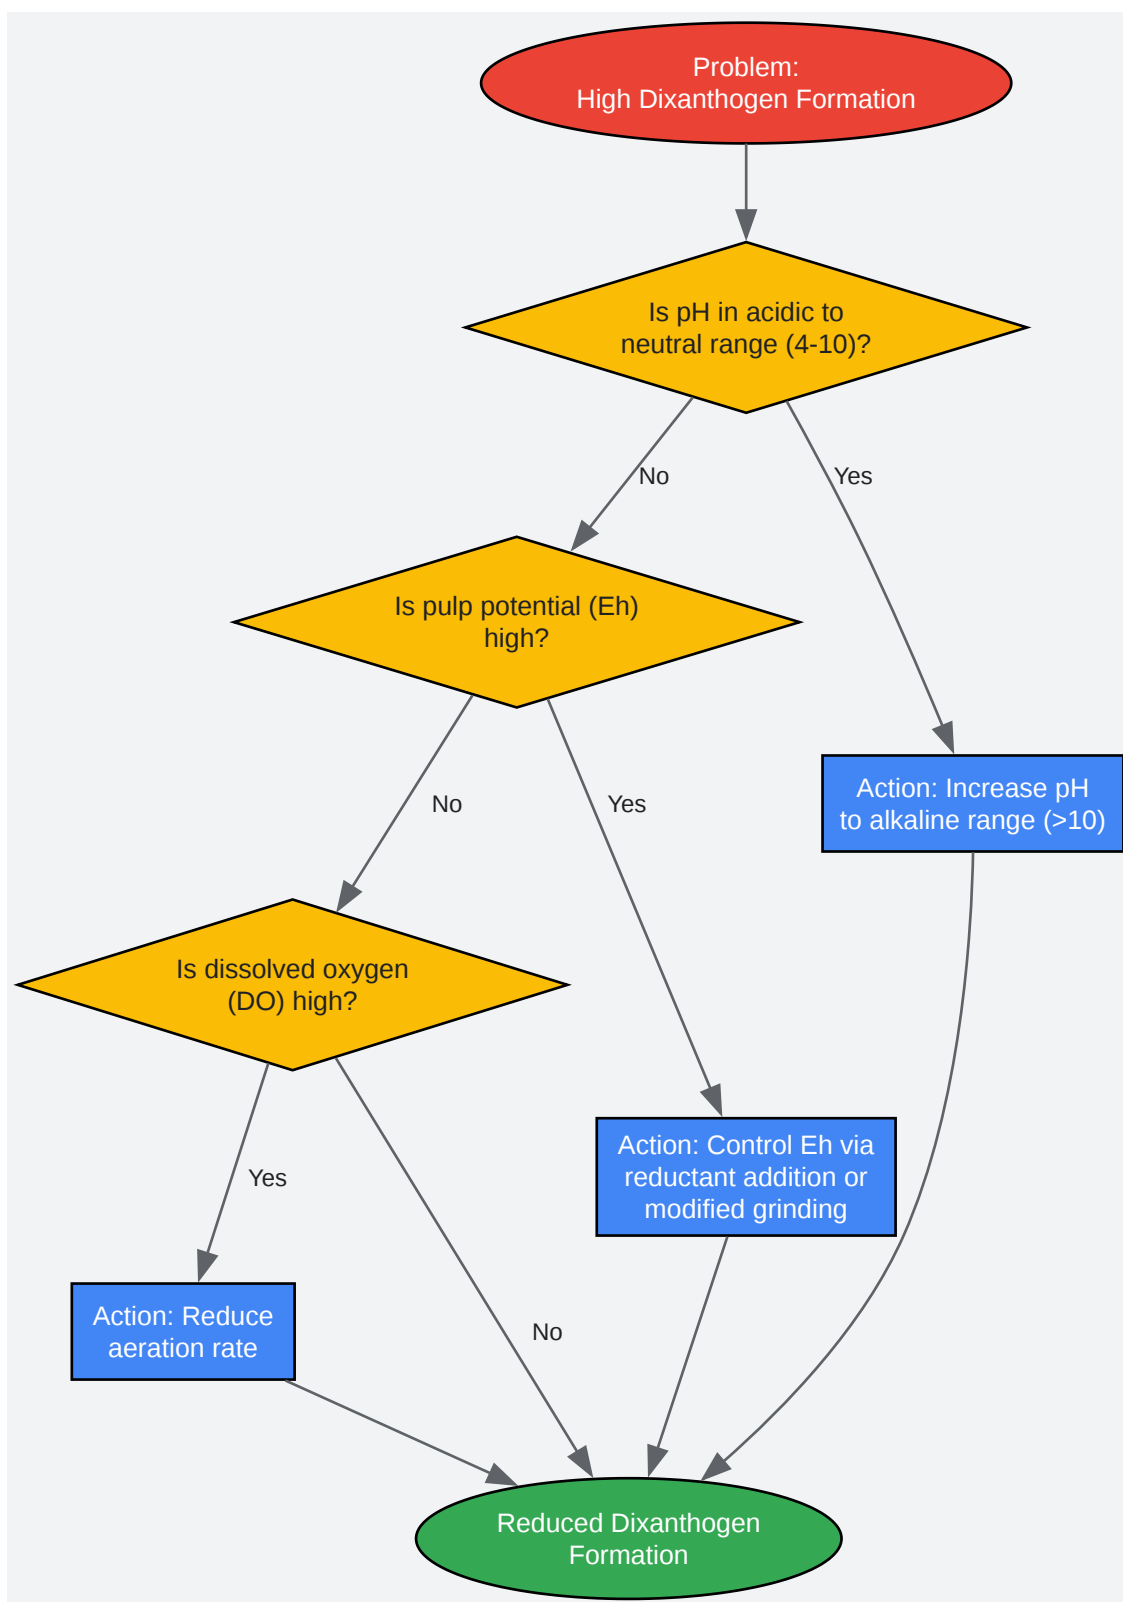 Problem:
High Dixanthogen Formation
Is pH in acidic to
neutral range (4-10)?
No
Yes
Is pulp potential (Eh)
high?
Action: Increase pH
to alkaline range (>10)
No
Yes
Is dissolved oxygen
(DO) high?
Action: Control Eh via
reductant addition or
modified grinding
Yes
Action: Reduce
aeration rate
No
Reduced Dixanthogen
Formation